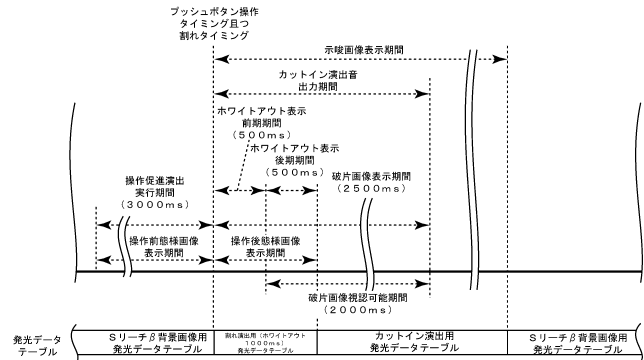 プッシュボタン操作
タイミング且つ
割れタイミング
示唆画像表示期間
カットイン演出音
出力期間
ホワイトアウト表示
前期期間
(500ms)
ホワイトアウト表示
後期期間
(500ms)
操作促進演出
実行期間
(3000ms)
破片画像表示期間
(2500ms)
操作前態様画像
表示期間
操作後態様画像
表示期間
破片画像視認可能期間
(2000ms)
発光データ
テーブル
Sリーチβ背景画像用
発光データテーブル
割れ演出用(ホワイトアウト
1000ms)
発光データテーブル
カットイン演出用
発光データテーブル
Sリーチβ背景画像用
発光データテーブル